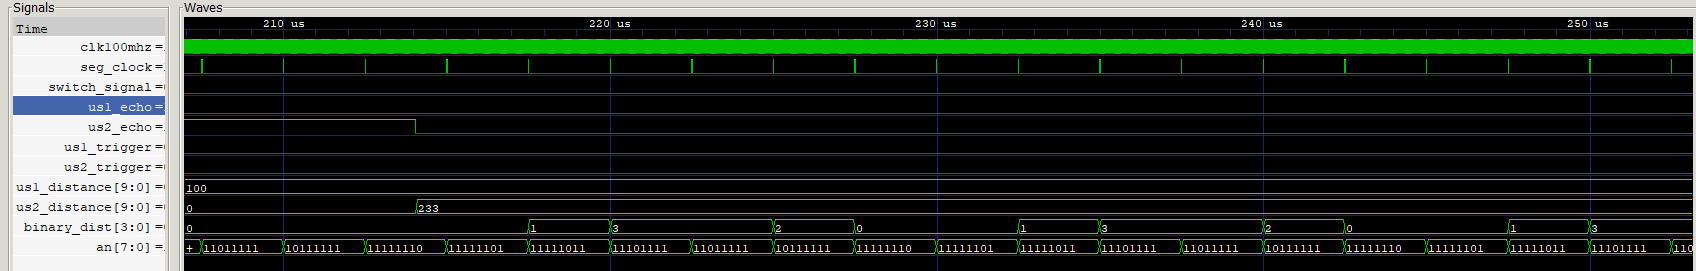 Signals
Waves
Time
210 us 220 us 230 us 240 us 250 us
clk100mhz =
seg_clock =
switch_signal =
us1_echo =
us2_echo =
us1_trigger =
us2_trigger =
us1_distance[9:0] = 100
us2_distance[9:0] = 0 233
binary_dist[3:0] = 0 1 3 2 0 1 3 2 0 1 3
an[7:0] = + 11011111 10111111 11111110 11111101 11111011 11101111 11011111 10111111 11111110 11111101 11111011 11101111 11011111 10111111 11111110 11111101 11111011 11101111 110